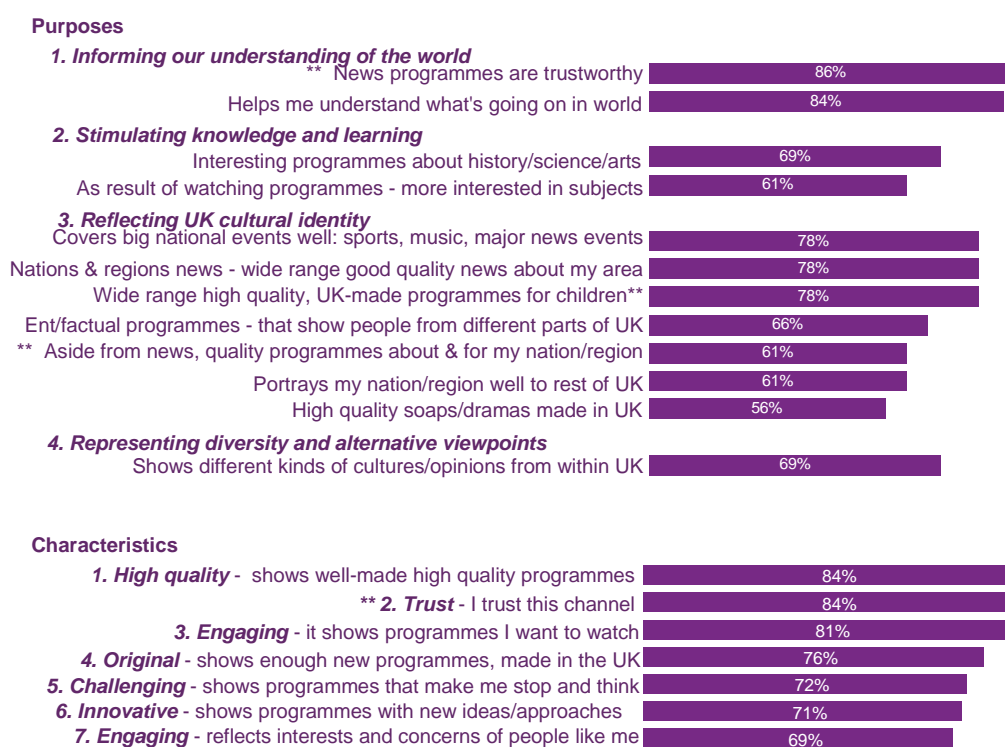 Purposes
1. Informing our understanding of the world
** News programmes are trustworthy 86%
Helps me understand what's going on in world 84%
2. Stimulating knowledge and learning
Interesting programmes about history/science/arts 69%
As result of watching programmes - more interested in subjects 61%
3. Reflecting UK cultural identity
Covers big national events well: sports, music, major news events 78%
Nations & regions news - wide range good quality news about my area 78%
Wide range high quality, UK-made programmes for children** 78%
Ent/factual programmes - that show people from different parts of UK 66%
** Aside from news, quality programmes about & for my nation/region 61%
Portrays my nation/region well to rest of UK 61%
High quality soaps/dramas made in UK 56%
4. Representing diversity and alternative viewpoints
Shows different kinds of cultures/opinions from within UK 69%
Characteristics
1. High quality - shows well-made high quality programmes 84%
** 2. Trust - I trust this channel 84%
3. Engaging - it shows programmes I want to watch 81%
4. Original - shows enough new programmes, made in the UK 76%
5. Challenging - shows programmes that make me stop and think 72%
6. Innovative - shows programmes with new ideas/approaches 71%
7. Engaging - reflects interests and concerns of people like me 69%